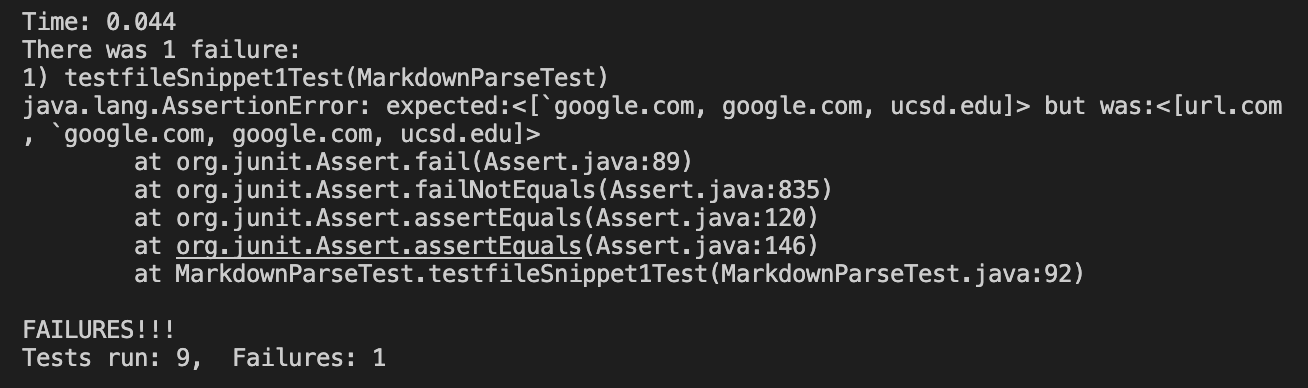 Time: 0.044
There was 1 failure:
1) testfileSnippet1Test(MarkdownParseTest)
java.lang.AssertionError: expected:<[`google.com, google.com, ucsd.edu]> but was:<[url.com
, `google.com, google.com, ucsd.edu]>
        at org.junit.Assert.fail(Assert.java:89)
        at org.junit.Assert.failNotEquals(Assert.java:835)
        at org.junit.Assert.assertEquals(Assert.java:120)
        at org.junit.Assert.assertEquals(Assert.java:146)
        at MarkdownParseTest.testfileSnippet1Test(MarkdownParseTest.java:92)

FAILURES!!!
Tests run: 9,  Failures: 1